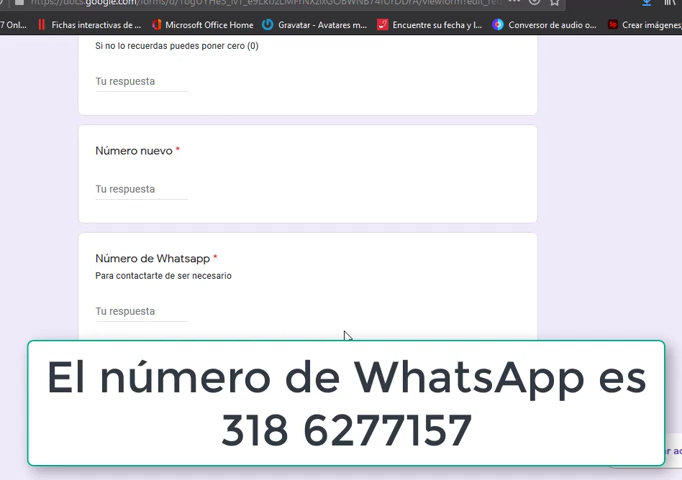 7 Onl...
Fichas interactivas de...
Microsoft Office Home
Gravatar - Avatares m...
Encuentre su fecha y l...
Conversor de audio o...
Crear imágenes,
Si no lo recuerdas puedes poner cero (0)
Tu respuesta
Número nuevo *
Tu respuesta
Número de Whatsapp *
Para contactarte de ser necesario
Tu respuesta
El número de WhatsApp es
318 6277157